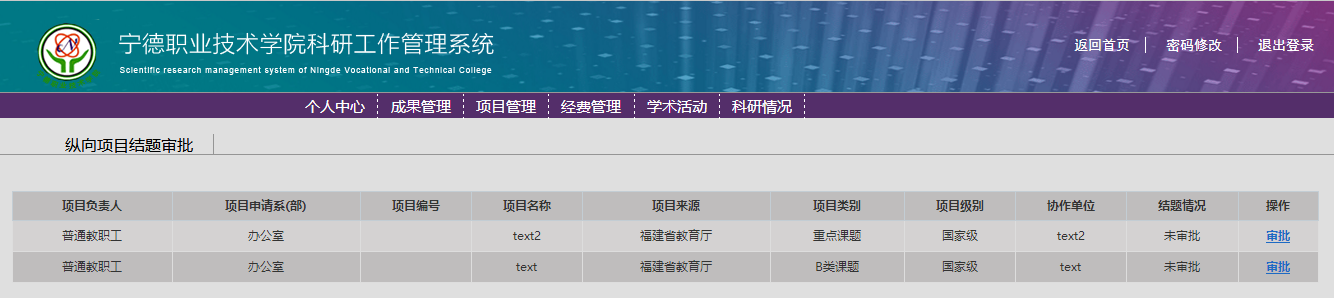 宁德职业技术学院科研工作管理系统
Scientific research management system of Ningde Vocational and Technical College
返回首页 密码修改 退出登录
个人中心 成果管理 项目管理 经费管理 学术活动 科研情况
纵向项目结题审批
项目负责人 项目申请系(部) 项目编号 项目名称 项目来源 项目类别 项目级别 协作单位 结题情况 操作
普通教职工 办公室 text2 福建省教育厅 重点课题 国家级 text2 未审批 审批
普通教职工 办公室 text 福建省教育厅 B类课题 国家级 text 未审批 审批